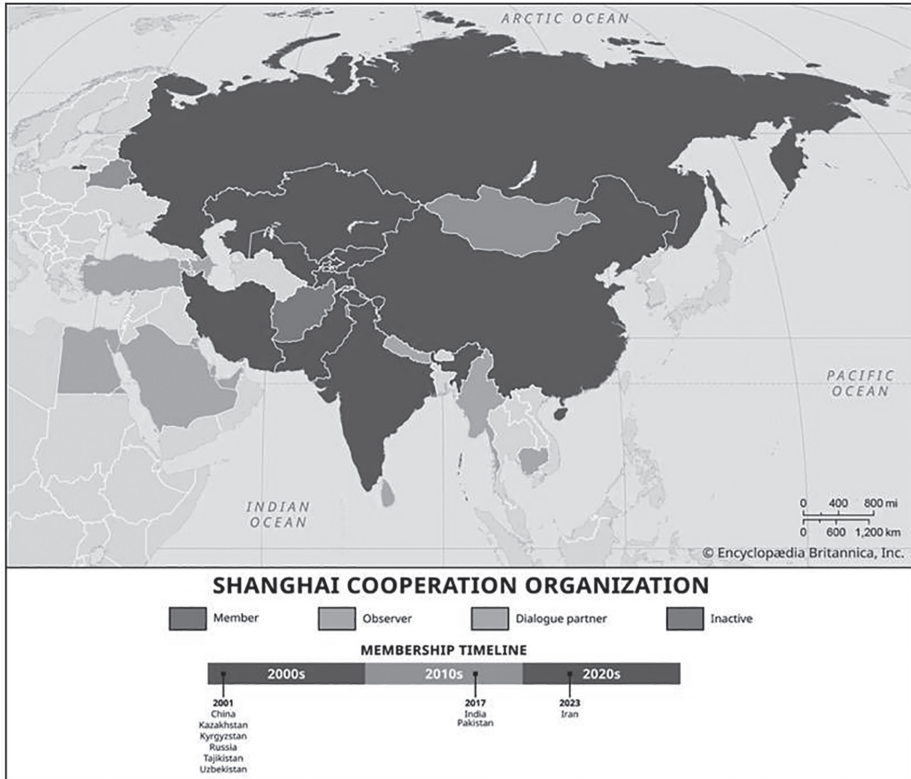 ARCTIC OCEAN
PACIFIC
OCEAN
INDIAN
OCEAN
0 400 800 mi
0 600 1,200 km
© Encyclopædia Britannica, Inc.
SHANGHAI COOPERATION ORGANIZATION
Member Observer Dialogue partner Inactive
MEMBERSHIP TIMELINE
2000s 2010s 2020s
2001
China
Kazakhstan
Kyrgyzstan
Russia
Tajikistan
Uzbekistan
2017
India
Pakistan
2023
Iran